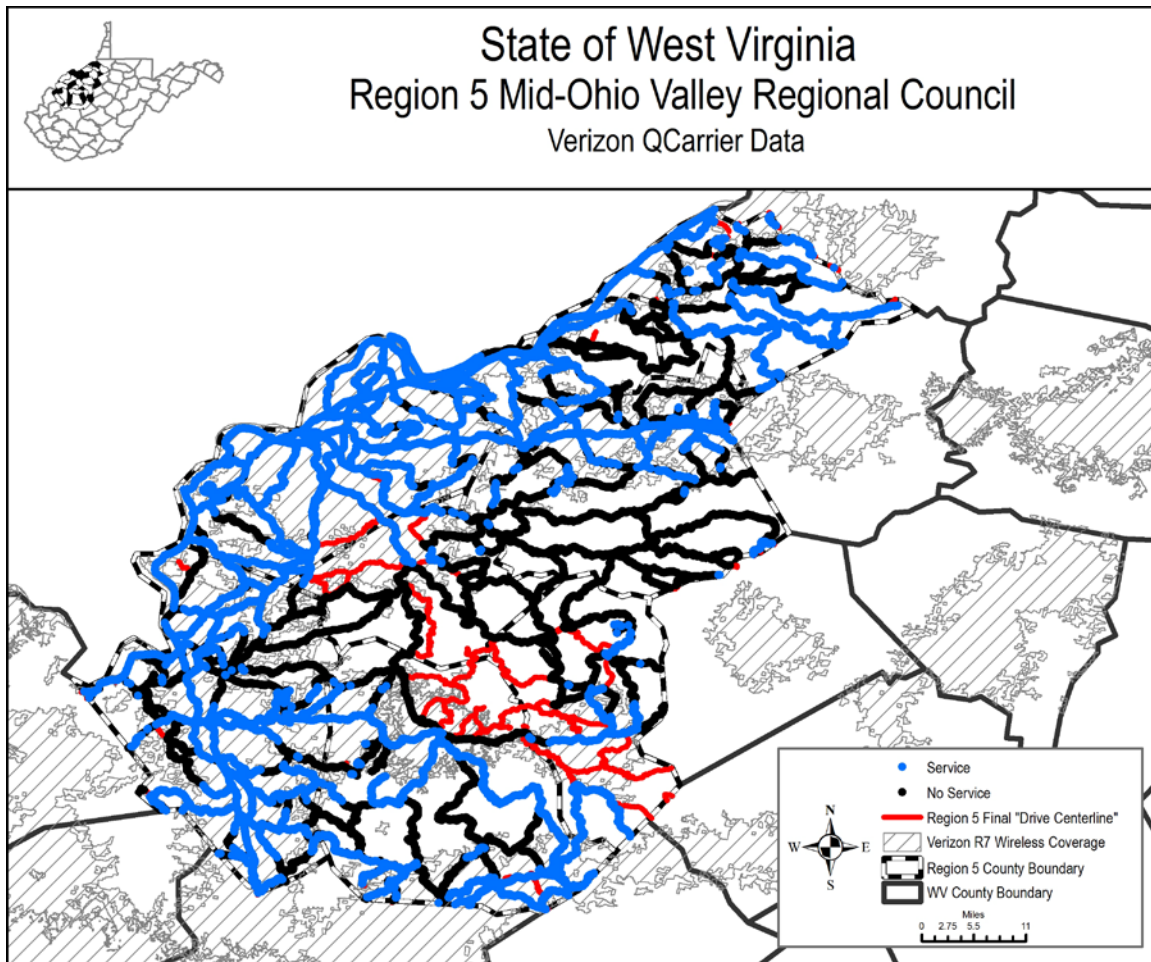 State of West Virginia
Region 5 Mid-Ohio Valley Regional Council
Verizon QCarrier Data
Service
No Service
Region 5 Final "Drive Centerline"
Verizon R7 Wireless Coverage
Region 5 County Boundary
WV County Boundary
N
W E
S
Miles
0 2.75 5.5 11